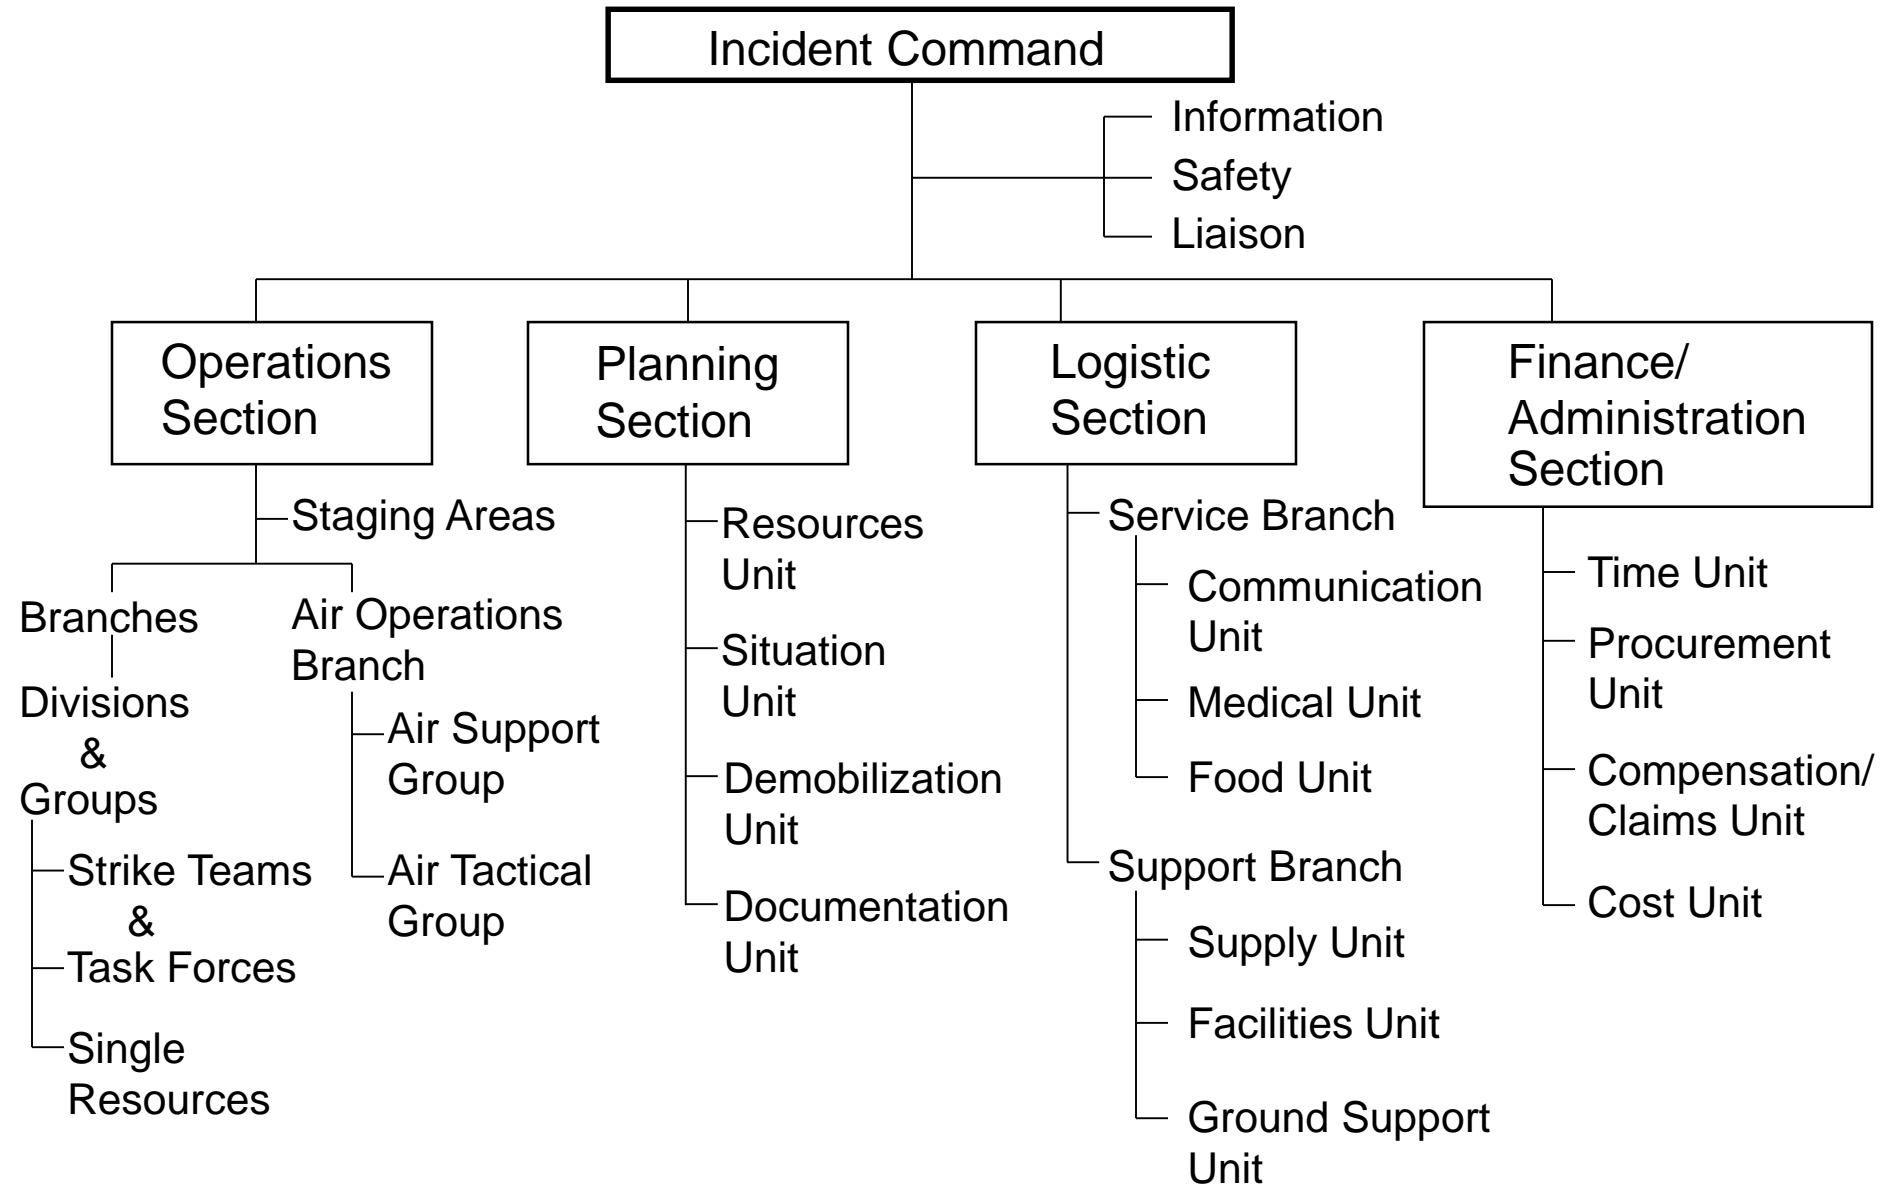 Incident Command
Information
Safety
Liaison
Operations
Section
Staging Areas
Branches
Divisions
&
Groups
Strike Teams
&
Task Forces
Single
Resources
Air Operations
Branch
Air Support
Group
Air Tactical
Group
Planning
Section
Resources
Unit
Situation
Unit
Demobilization
Unit
Documentation
Unit
Logistic
Section
Service Branch
Communication
Unit
Medical Unit
Food Unit
Support Branch
Supply Unit
Facilities Unit
Ground Support
Unit
Finance/
Administration
Section
Time Unit
Procurement
Unit
Compensation/
Claims Unit
Cost Unit